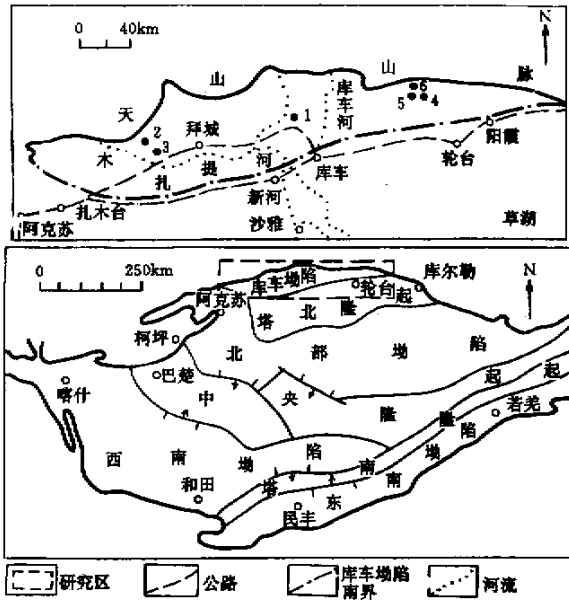 0 40km
N
天 山 山 脉
木 扎 提 河
库车河
1
2
3
4
5
6
拜城
阳霞
轮台
库车
新河
沙雅
扎木台
阿克苏
草湖
0 250km
N
库车坳陷
轮台
库尔勒
阿克苏
塔北隆起
柯坪
北部坳陷
巴楚
喀什
中央隆起
若羌
西南坳陷
塔南隆起
和田
民丰
东南坳陷
研究区
公路
库车坳陷南界
河流